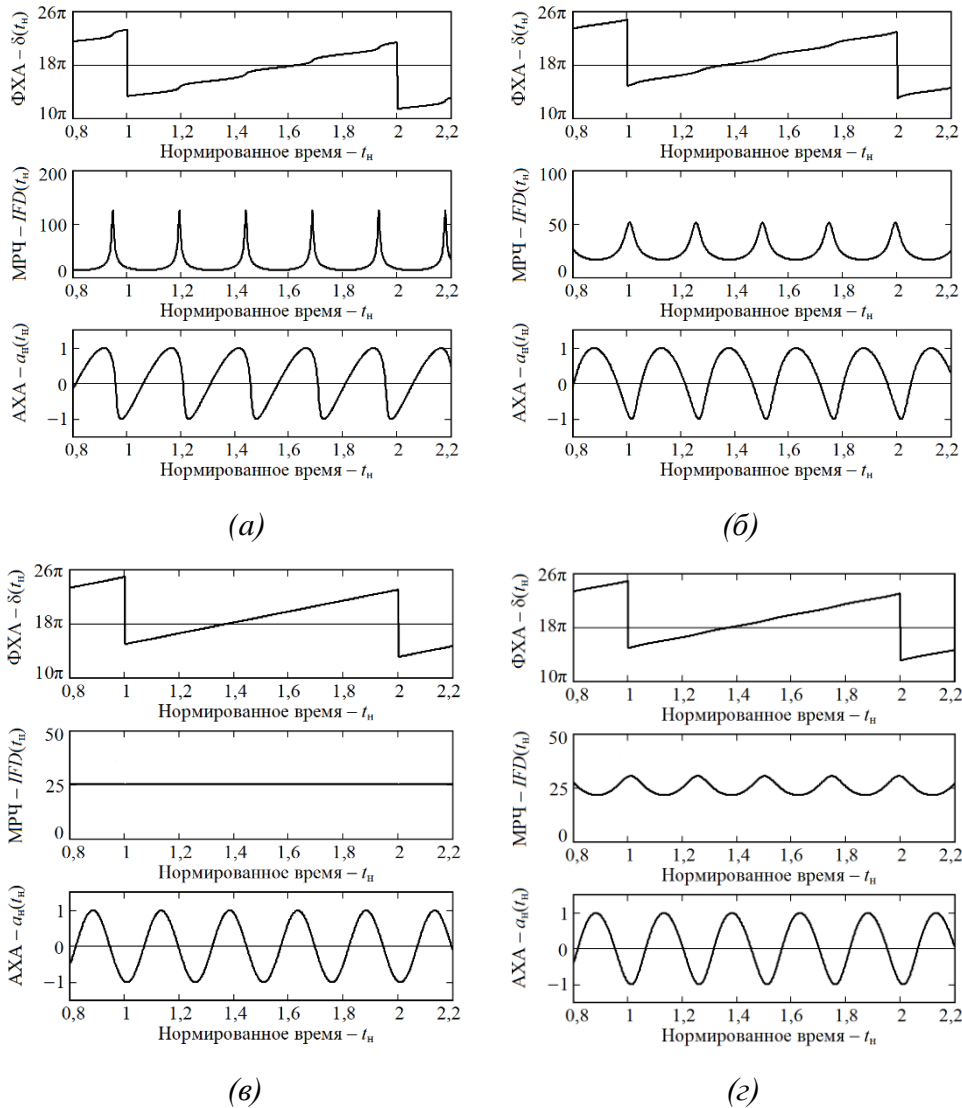 ФХА – δ(tн)
26π
18π
10π
0,8 1 1,2 1,4 1,6 1,8 2 2,2
Нормированное время – tн
МРЧ – IFD(tн)
200
100
0
0,8 1 1,2 1,4 1,6 1,8 2 2,2
Нормированное время – tн
АХА – aн(tн)
1
0
−1
0,8 1 1,2 1,4 1,6 1,8 2 2,2
Нормированное время – tн
(а)
ФХА – δ(tн)
26π
18π
10π
0,8 1 1,2 1,4 1,6 1,8 2 2,2
Нормированное время – tн
МРЧ – IFD(tн)
100
50
0
0,8 1 1,2 1,4 1,6 1,8 2 2,2
Нормированное время – tн
АХА – aн(tн)
1
0
−1
0,8 1 1,2 1,4 1,6 1,8 2 2,2
Нормированное время – tн
(б)
ФХА – δ(tн)
26π
18π
10π
0,8 1 1,2 1,4 1,6 1,8 2 2,2
Нормированное время – tн
МРЧ – IFD(tн)
50
25
0
0,8 1 1,4 1,4 1,6 1,8 2 2,2
Нормированное время – tн
АХА – aн(tн)
1
0
−1
0,8 1 1,2 1,4 1,6 1,8 2 2,2
Нормированное время – tн
(в)
ФХА – δ(tн)
26π
18π
10π
0,8 1 1,2 1,4 1,6 1,8 2 2,2
Нормированное время – tн
МРЧ – IFD(tн)
50
25
0
0,8 1 1,2 1,4 1,6 1,8 2 2,2
Нормированное время – tн
АХА – aн(tн)
1
0
−1
0,8 1 1,2 1,4 1,6 1,8 2 2,2
Нормированное время – tн
(г)